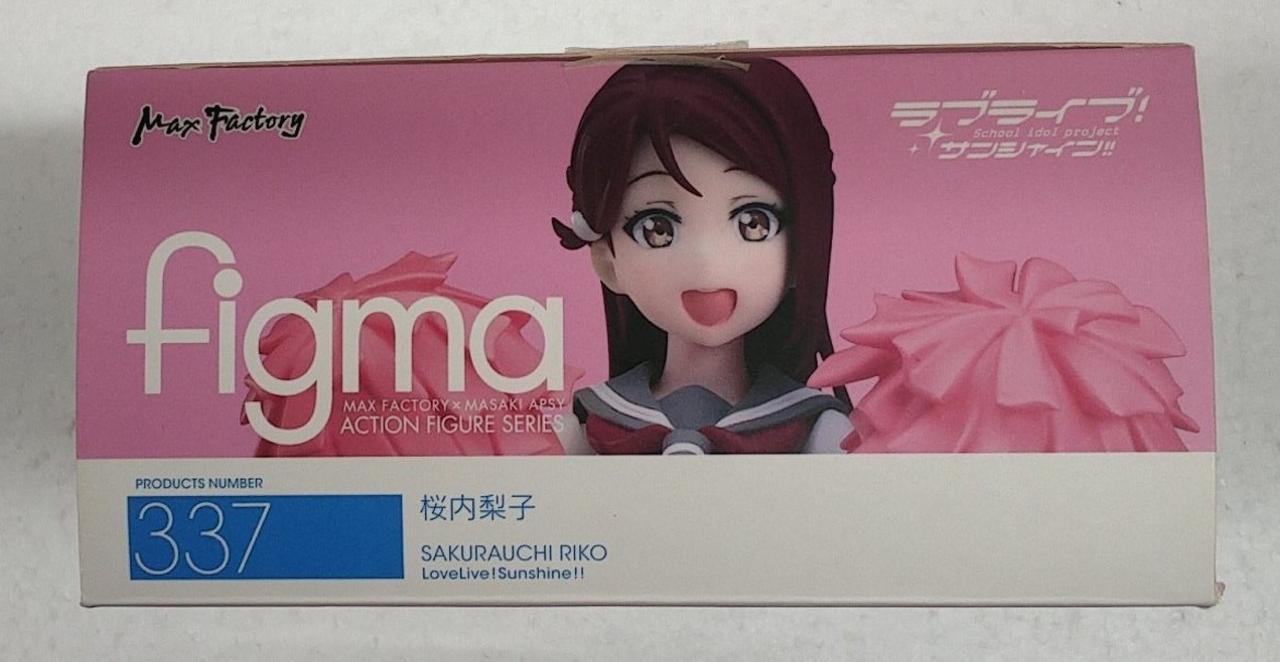 Max Factory
ラブライブ!
School idol project
サンシャイン!!
figma
MAX FACTORY×MASAKI APSY
ACTION FIGURE SERIES
PRODUCTS NUMBER
337
桜内梨子
SAKURAUCHI RIKO
LoveLive!Sunshine!!